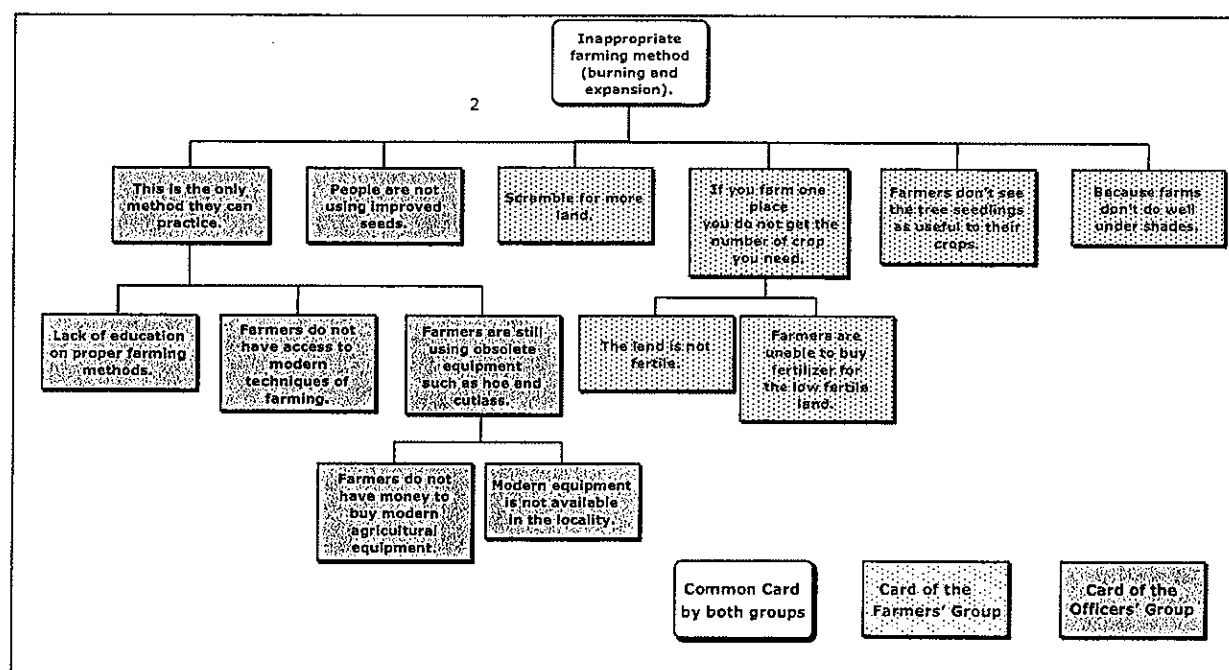 Inappropriate
farming method
(burning and
expansion).
2
This is the only
method they can
practice.
People are not
using improved
seeds.
Scramble for more
land.
If you farm one
place
you do not get the
number of crop
you need.
Farmers don't see
the tree seedlings
as useful to their
crops.
Because farms
don't do well
under shades.
Lack of education
on proper farming
methods.
Farmers do not
have access to
modern
techniques of
farming.
Farmers are still
using obsolete
equipment
such as hoe and
cutlass.
The land is not
fertile.
Farmers are
unable to buy
fertilizer for
the low fertile
land.
Farmers do not
have money to
buy modern
agricultural
equipment.
Modern equipment
is not available
in the locality.
Common Card
by both groups
Card of the
Farmers' Group
Card of the
Officers' Group